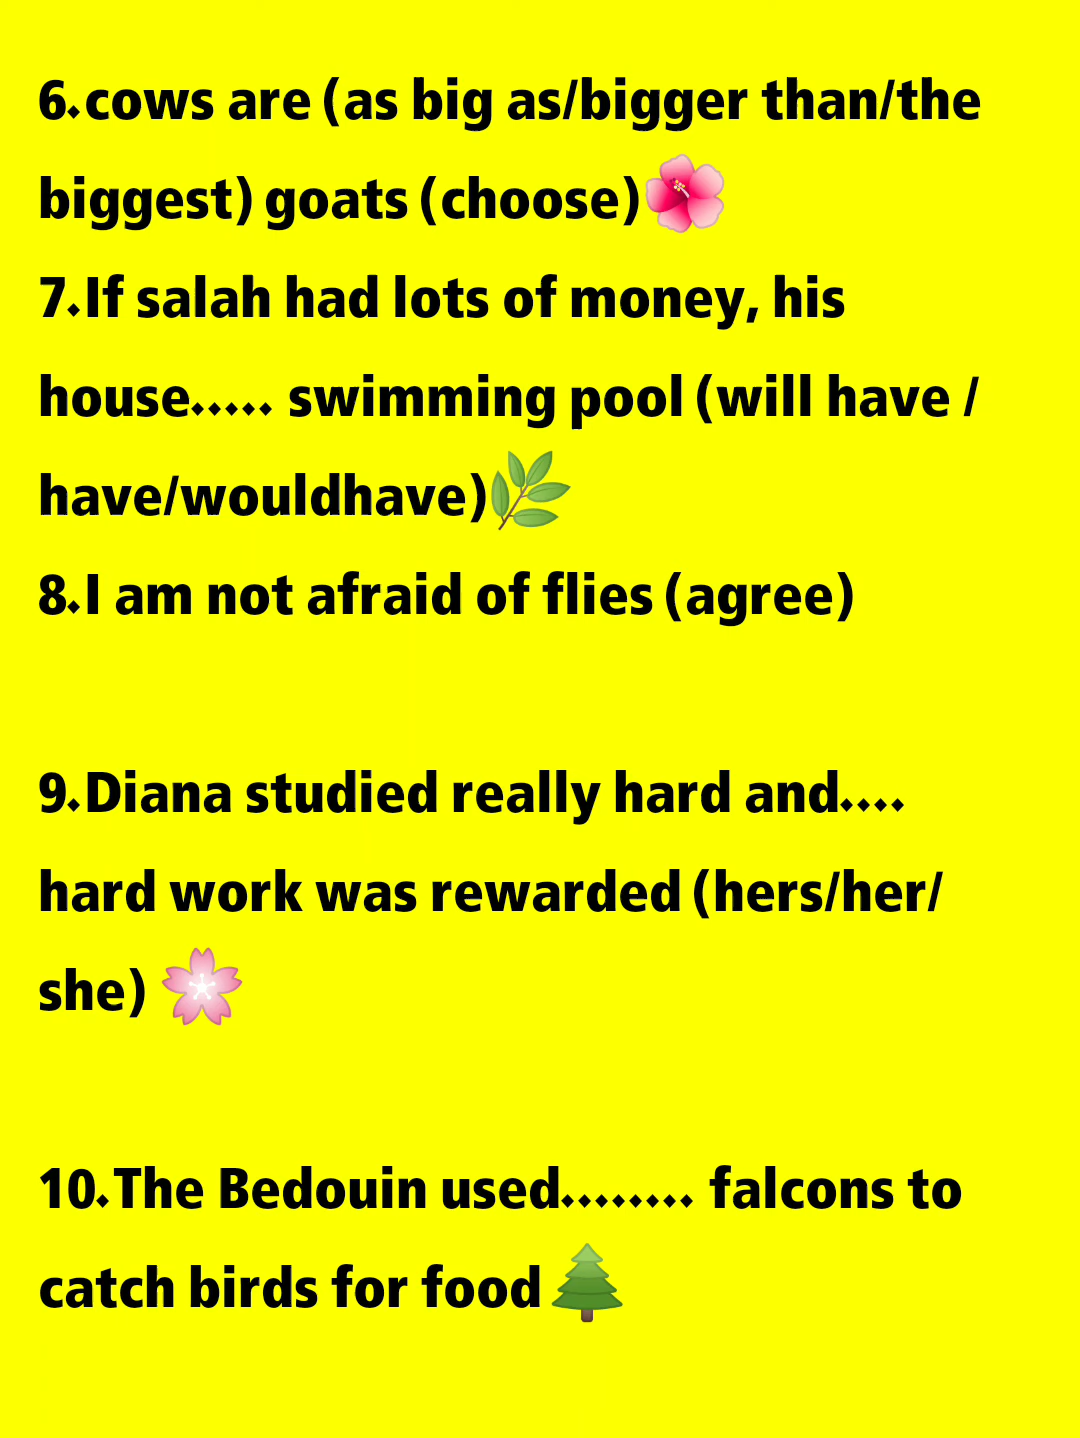 6.cows are (as big as/bigger than/the
biggest) goats (choose)🌺
7.If salah had lots of money, his
house..... swimming pool (will have /
have/wouldhave)🌿
8.I am not afraid of flies (agree)
9.Diana studied really hard and....
hard work was rewarded (hers/her/
she) 🌸
10.The Bedouin used........ falcons to
catch birds for food🌲